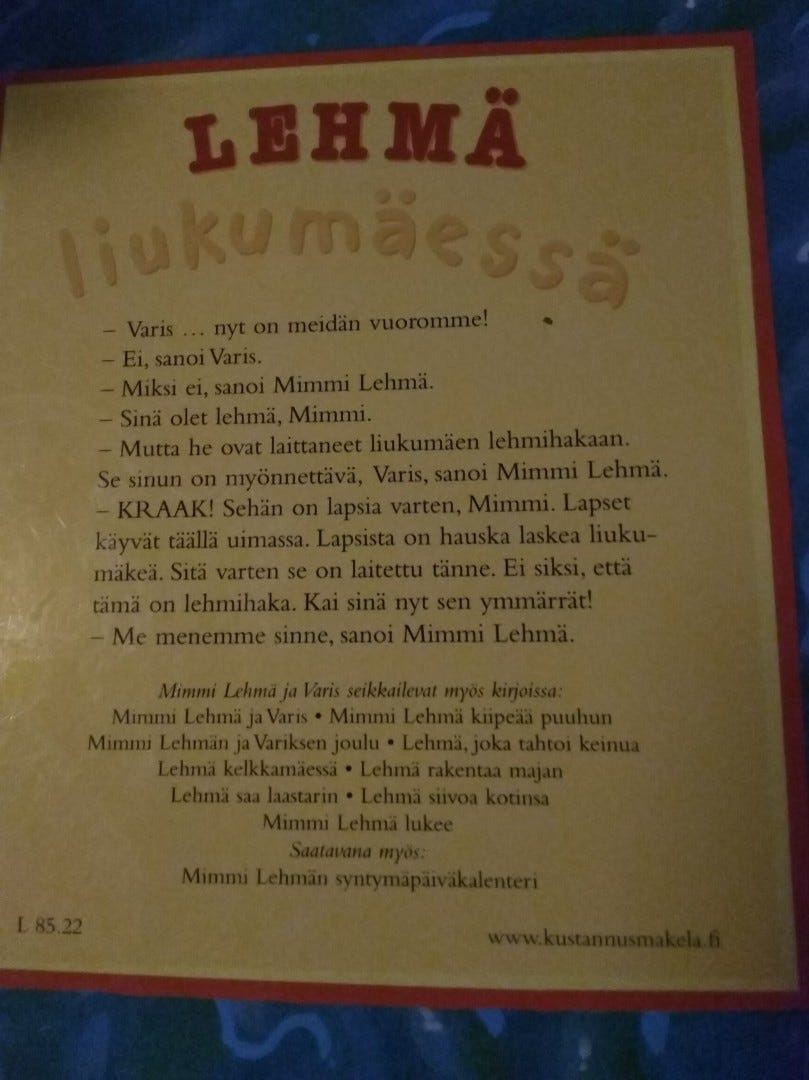 LEHMÄ
liukumäessä
– Varis ... nyt on meidän vuoromme!
– Ei, sanoi Varis.
– Miksi ei, sanoi Mimmi Lehmä.
– Sinä olet lehmä, Mimmi.
– Mutta he ovat laittaneet liukumäen lehmihakaan.
Se sinun on myönnettävä, Varis, sanoi Mimmi Lehmä.
– KRAAK! Sehän on lapsia varten, Mimmi. Lapset
käyvät täällä uimassa. Lapsista on hauska laskea liuku-
mäkeä. Sitä varten se on laitettu tänne. Ei siksi, että
tämä on lehmihaka. Kai sinä nyt sen ymmärrät!
– Me menemme sinne, sanoi Mimmi Lehmä.
Mimmi Lehmä ja Varis seikkailevat myös kirjoissa:
Mimmi Lehmä ja Varis • Mimmi Lehmä kiipeää puuhun
Mimmi Lehmän ja Variksen joulu • Lehmä, joka tahtoi keinua
Lehmä kelkkamäessä • Lehmä rakentaa majan
Lehmä saa laastarin • Lehmä siivoa kotinsa
Mimmi Lehmä lukee
Saatavana myös:
Mimmi Lehmän syntymäpäiväkalenteri
L 85.22
www.kustannusmakela.fi